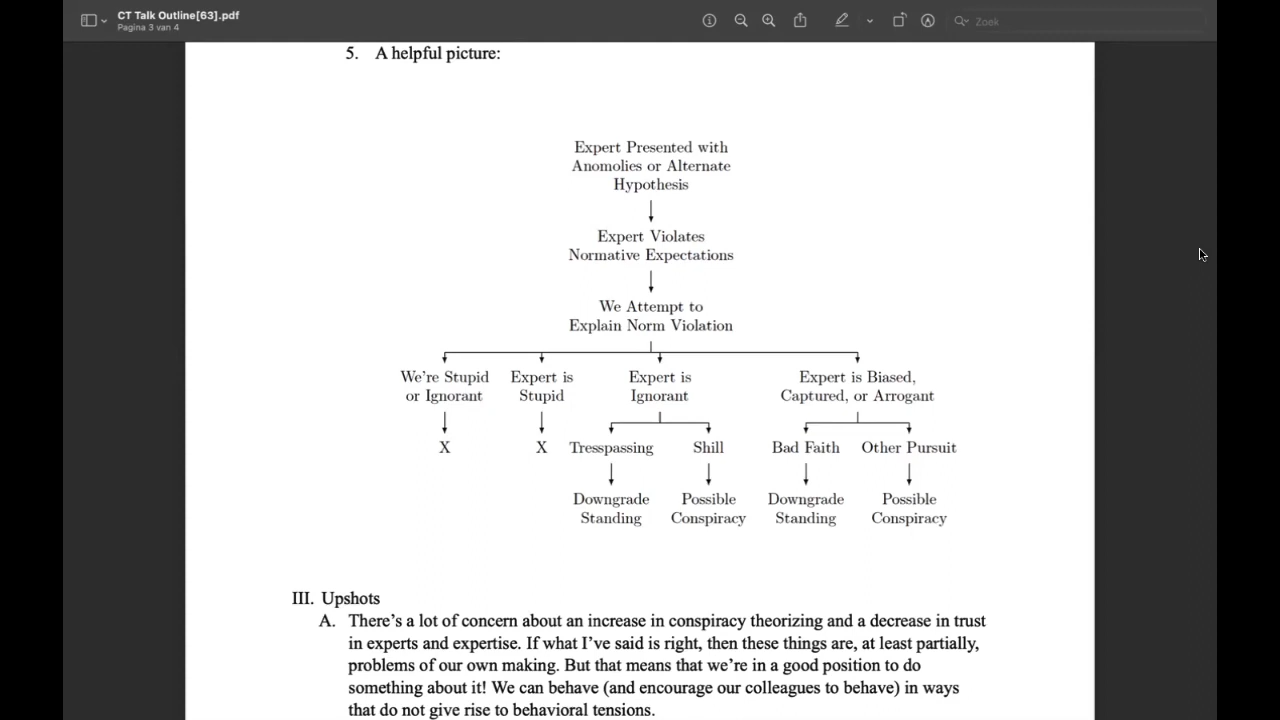 CT Talk Outline[63].pdf
Pagina 3 van 4
Zoek
5. A helpful picture:
Expert Presented with
Anomolies or Alternate
Hypothesis
Expert Violates
Normative Expectations
We Attempt to
Explain Norm Violation
We're Stupid
or Ignorant
Expert is
Stupid
Expert is
Ignorant
Expert is Biased,
Captured, or Arrogant
X
X
Tresspassing
Shill
Bad Faith
Other Pursuit
Downgrade
Standing
Possible
Conspiracy
Downgrade
Standing
Possible
Conspiracy
III. Upshots
A. There's a lot of concern about an increase in conspiracy theorizing and a decrease in trust
in experts and expertise. If what I've said is right, then these things are, at least partially,
problems of our own making. But that means that we're in a good position to do
something about it! We can behave (and encourage our colleagues to behave) in ways
that do not give rise to behavioral tensions.